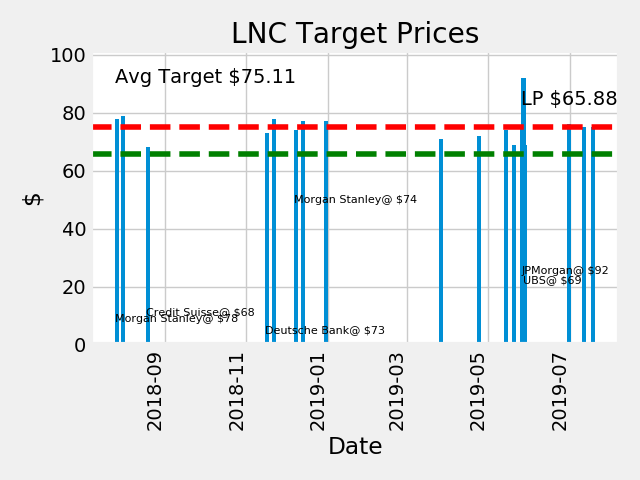 LNC Target Prices
100
Avg Target $75.11
LP $65.88
80
60
Morgan Stanley@ $74
$
40
JPMorgan@ $92
UBS@ $69
20
Credit Suisse@ $68
Morgan Stanley@ $78
Deutsche Bank@ $73
0
2018-09
2018-11
2019-01
2019-03
2019-05
2019-07
Date